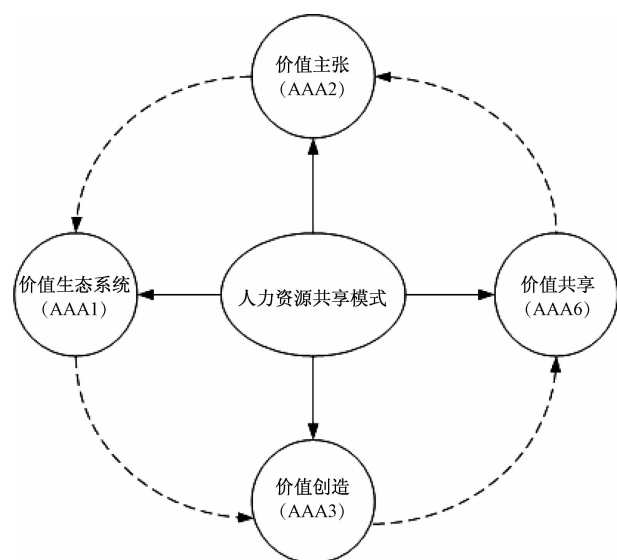 价值主张
（AAA2）
价值生态系统
（AAA1）
人力资源共享模式
价值共享
（AAA6）
价值创造
（AAA3）